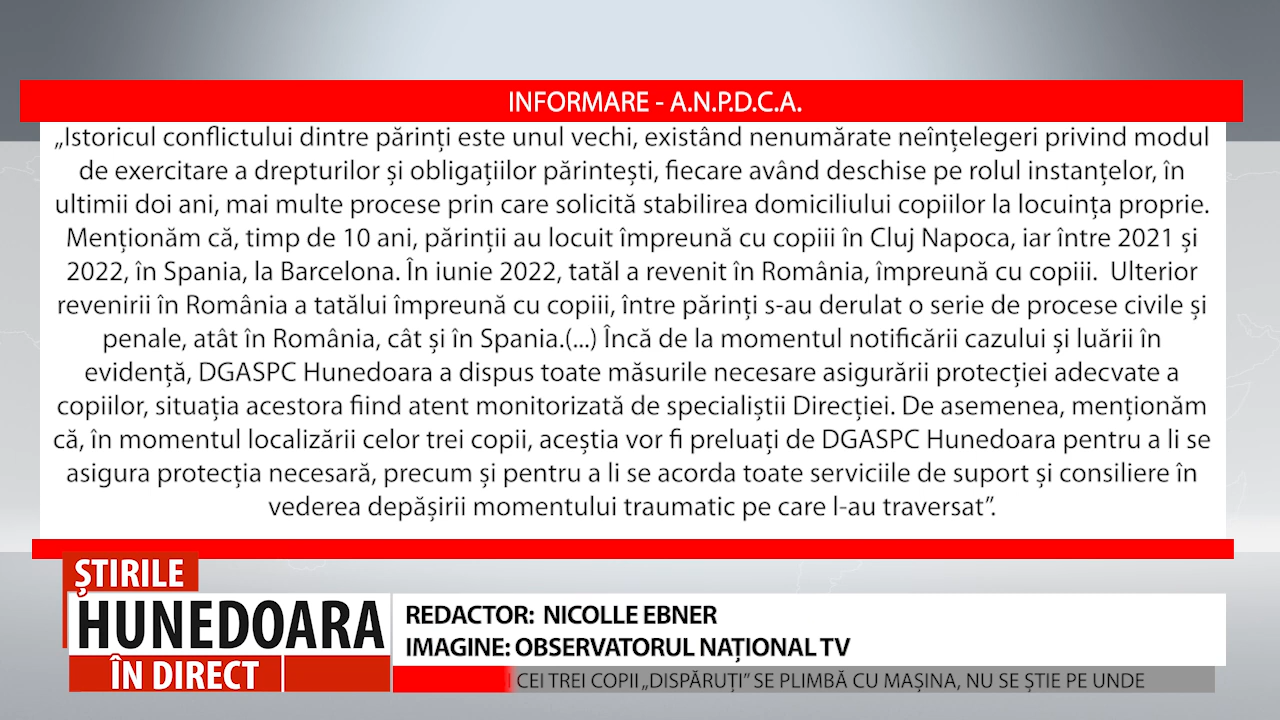 INFORMARE - A.N.P.D.C.A.
„Istoricul conflictului dintre părinți este unul vechi, existând nenumărate neînțelegeri privind modul
de exercitare a drepturilor și obligațiilor părintești, fiecare având deschise pe rolul instanțelor, în
ultimii doi ani, mai multe procese prin care solicită stabilirea domiciliului copiilor la locuința proprie.
Menționăm că, timp de 10 ani, părinții au locuit împreună cu copiii în Cluj Napoca, iar între 2021 și
2022, în Spania, la Barcelona. În iunie 2022, tatăl a revenit în România, împreună cu copiii. Ulterior
revenirii în România a tatălui împreună cu copiii, între părinți s-au derulat o serie de procese civile și
penale, atât în România, cât și în Spania.(...) Încă de la momentul notificării cazului și luării în
evidență, DGASPC Hunedoara a dispus toate măsurile necesare asigurării protecției adecvate a
copiilor, situația acestora fiind atent monitorizată de specialiștii Direcției. De asemenea, menționăm
că, în momentul localizării celor trei copii, aceștia vor fi preluați de DGASPC Hunedoara pentru a li se
asigura protecția necesară, precum și pentru a li se acorda toate serviciile de suport și consiliere în
vederea depășirii momentului traumatic pe care l-au traversat”.
ȘTIRILE
HUNEDOARA
ÎN DIRECT
REDACTOR: NICOLLE EBNER
IMAGINE: OBSERVATORUL NAȚIONAL TV
CEI TREI COPII „DISPĂRUȚI” SE PLIMBĂ CU MAȘINA, NU SE ȘTIE PE UNDE